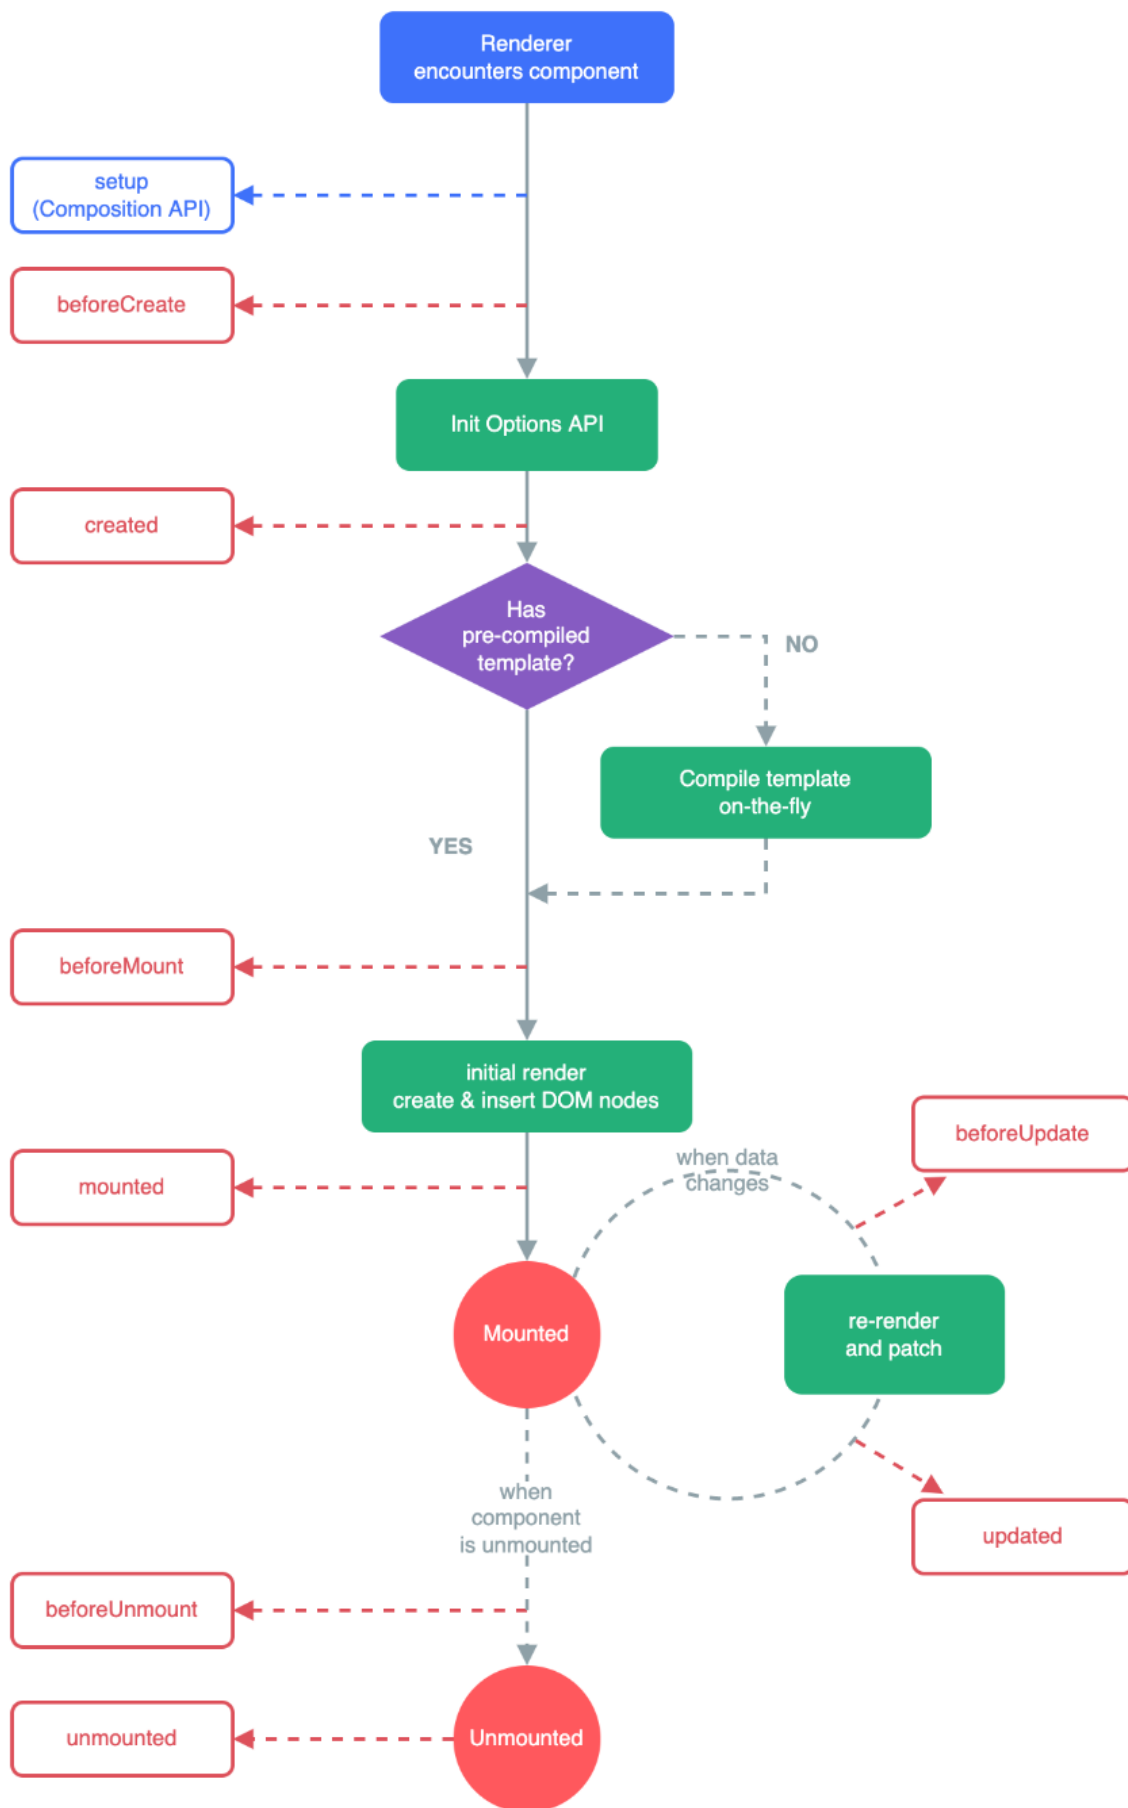 Renderer
encounters component
setup
(Composition API)
beforeCreate
Init Options API
created
Has
pre-compiled
template?
NO
Compile template
on-the-fly
YES
beforeMount
initial render
create & insert DOM nodes
beforeUpdate
when data
changes
mounted
Mounted
re-render
and patch
when
component
is unmounted
updated
beforeUnmount
unmounted
Unmounted